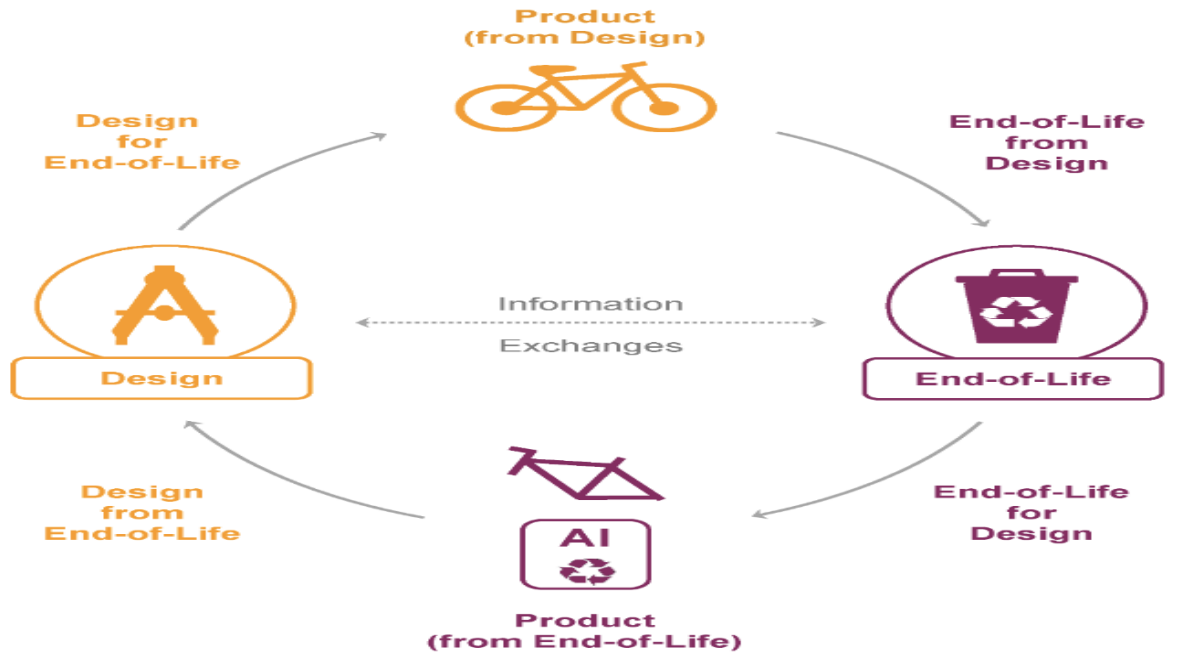 Product
(from Design)
Design
for
End-of-Life
End-of-Life
from
Design
Information
Exchanges
Design
End-of-Life
Design
from
End-of-Life
AI
End-of-Life
for
Design
Product
(from End-of-Life)